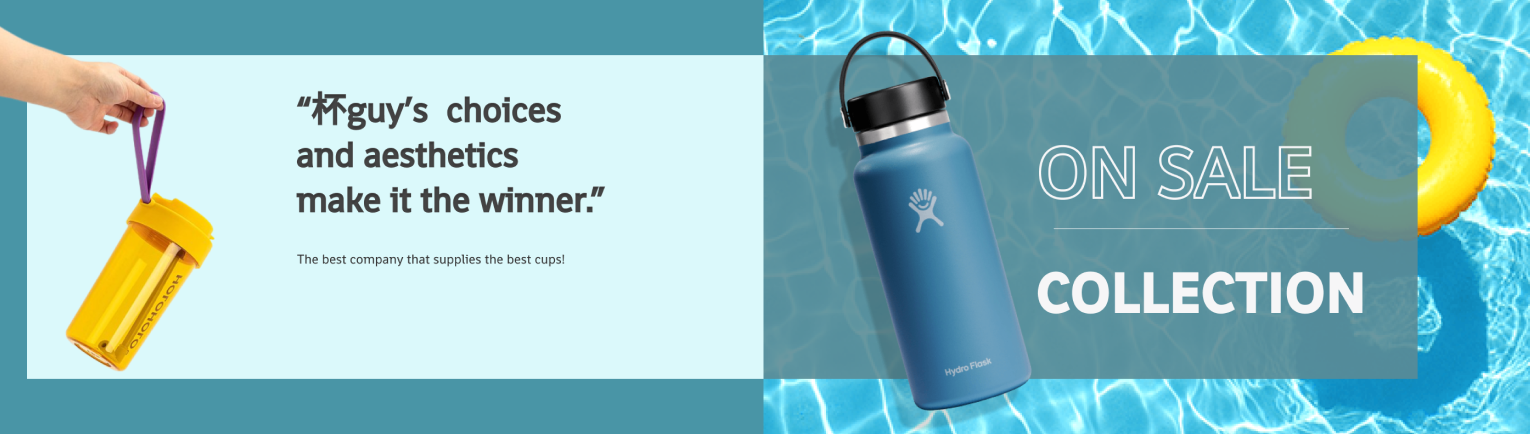 “杯guy’s choices
and aesthetics
make it the winner.”
The best company that supplies the best cups!
HOTOHOTO.
ON SALE
COLLECTION
Hydro Flask